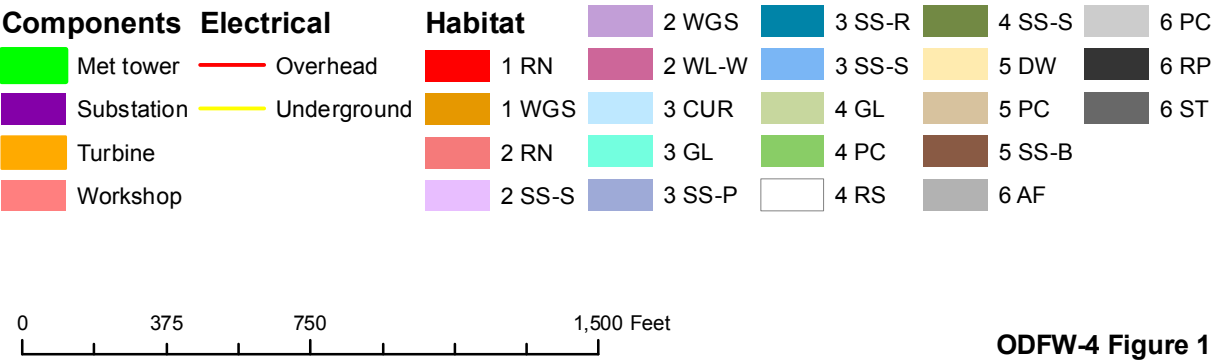 Components Electrical Habitat
Met tower
Substation
Turbine
Workshop
Overhead
Underground
1 RN
1 WGS
2 RN
2 SS-S
2 WGS
2 WL-W
3 CUR
3 GL
3 SS-P
3 SS-R
3 SS-S
4 GL
4 PC
4 RS
4 SS-S
5 DW
5 PC
5 SS-B
6 AF
6 PC
6 RP
6 ST
0 375 750 1,500 Feet
ODFW-4 Figure 1